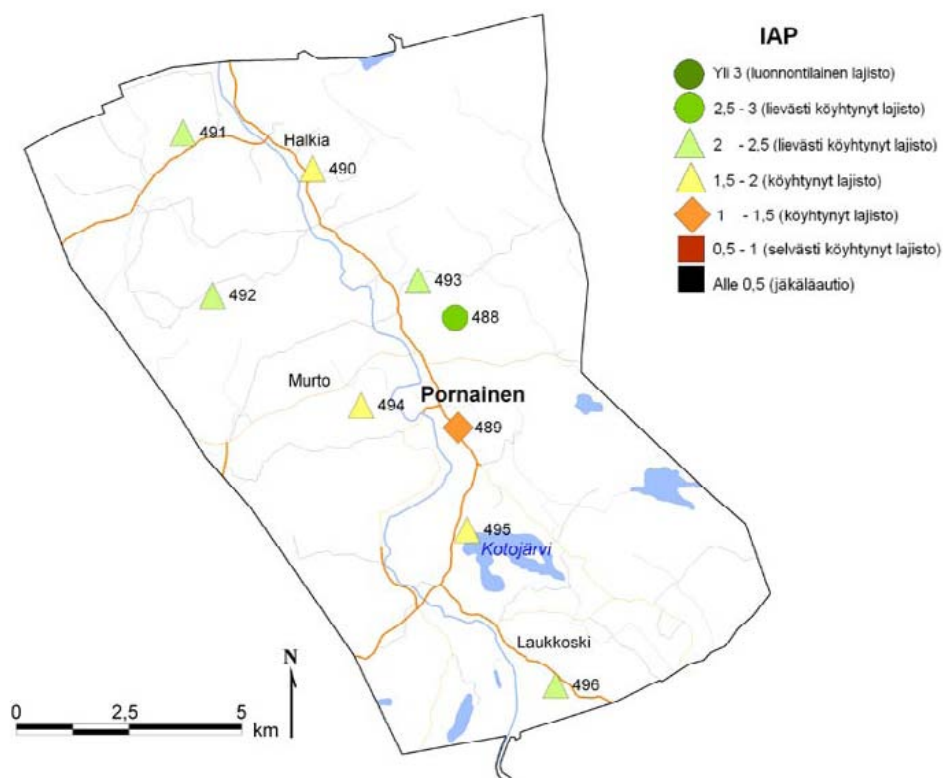 IAP
Yli 3 (luonnontilainen lajisto)
2,5 - 3 (lievästi köyhtynyt lajisto)
2 - 2.5 (lievästi köyhtynyt lajisto)
1,5 - 2 (köyhtynyt lajisto)
1 - 1,5 (köyhtynyt lajisto)
0,5 - 1 (selvästi köyhtynyt lajisto)
Alle 0,5 (jäkäläautio)
491
Halkia
490
493
492
488
Murto
Pornainen
494
489
495
Kotojärvi
Laukkoski
496
N
0 2,5 5
km